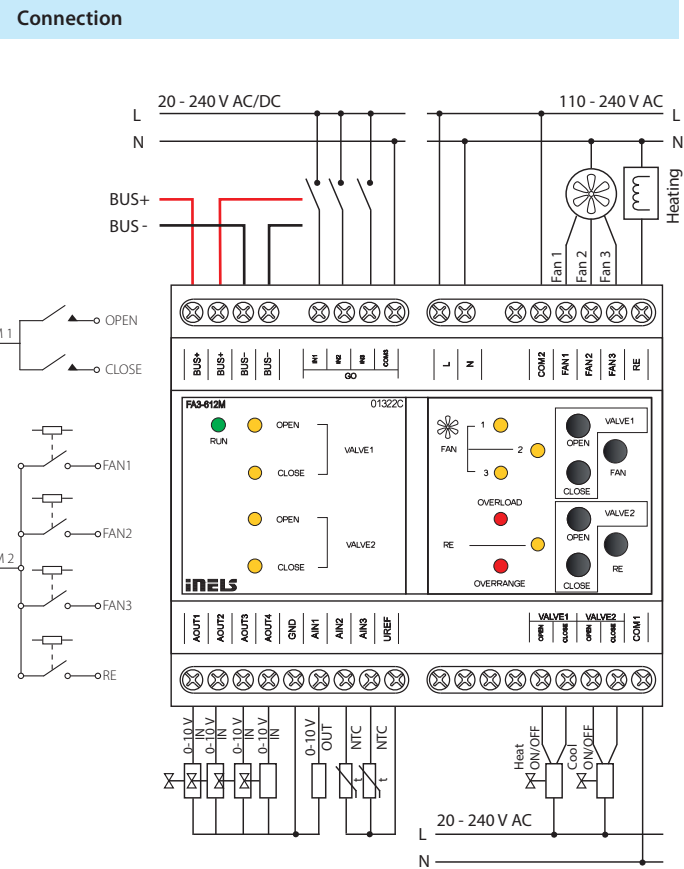 Connection
20 - 240 V AC/DC
110 - 240 V AC
L
L
N
N
BUS+
BUS -
Heating
Fan 1
Fan 2
Fan 3
M 1
OPEN
CLOSE
BUS+
BUS+
BUS-
BUS-
IN1
IN2
IN3
COM3
GO
L
N
COM2
FAN1
FAN2
FAN3
RE
FA3-612M
01322C
RUN
OPEN
VALVE1
CLOSE
OPEN
VALVE2
CLOSE
iNELS
FAN
1
2
3
OVERLOAD
RE
OVERRANGE
VALVE1
OPEN
FAN
CLOSE
VALVE2
OPEN
RE
CLOSE
FAN1
FAN2
M 2
FAN3
RE
AOUT1
AOUT2
AOUT3
AOUT4
GND
AIN1
AIN2
AIN3
UREF
VALVE1
VALVE2
OPEN
CLOSE
OPEN
CLOSE
COM1
0-10 V
IN
0-10 V
IN
0-10 V
IN
0-10 V
IN
0-10 V
OUT
NTC
NTC
t
t
Heat
ON/OFF
Cool
ON/OFF
20 - 240 V AC
L
N